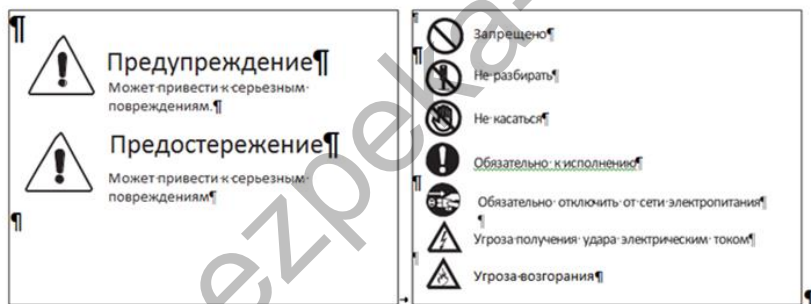 Предупреждение¶
Может·привести·к·серьезным·
повреждениям.¶
Предостережение¶
Может·привести·к·серьезным·
повреждениям¶
Запрещено¶
Не·разбирать¶
Не·касаться¶
Обязательно·к·исполнению¶
Обязательно·отключить·от·сети·электропитания¶
Угроза·получения·удара·электрическим·током¶
Угроза·возгорания¶
ezpeka